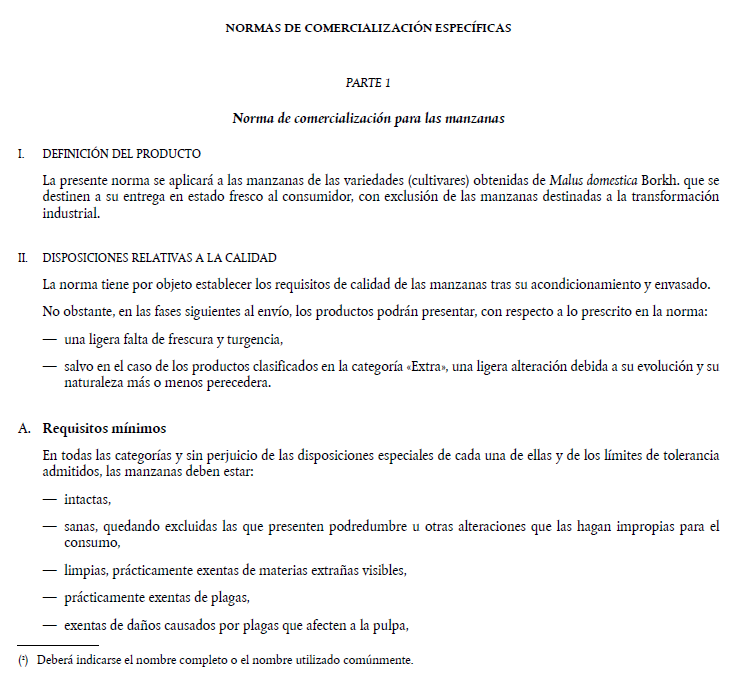 NORMAS DE COMERCIALIZACIÓN ESPECÍFICAS
PARTE 1
Norma de comercialización para las manzanas
I. DEFINICIÓN DEL PRODUCTO
La presente norma se aplicará a las manzanas de las variedades (cultivares) obtenidas de Malus domestica Borkh. que se
destinen a su entrega en estado fresco al consumidor, con exclusión de las manzanas destinadas a la transformación
industrial.
II. DISPOSICIONES RELATIVAS A LA CALIDAD
La norma tiene por objeto establecer los requisitos de calidad de las manzanas tras su acondicionamiento y envasado.
No obstante, en las fases siguientes al envío, los productos podrán presentar, con respecto a lo prescrito en la norma:
— una ligera falta de frescura y turgencia,
— salvo en el caso de los productos clasificados en la categoría «Extra», una ligera alteración debida a su evolución y su
naturaleza más o menos perecedera.
A. Requisitos mínimos
En todas las categorías y sin perjuicio de las disposiciones especiales de cada una de ellas y de los límites de tolerancia
admitidos, las manzanas deben estar:
— intactas,
— sanas, quedando excluidas las que presenten podredumbre u otras alteraciones que las hagan impropias para el
consumo,
— limpias, prácticamente exentas de materias extrañas visibles,
— prácticamente exentas de plagas,
— exentas de daños causados por plagas que afecten a la pulpa,
(²) Deberá indicarse el nombre completo o el nombre utilizado comúnmente.